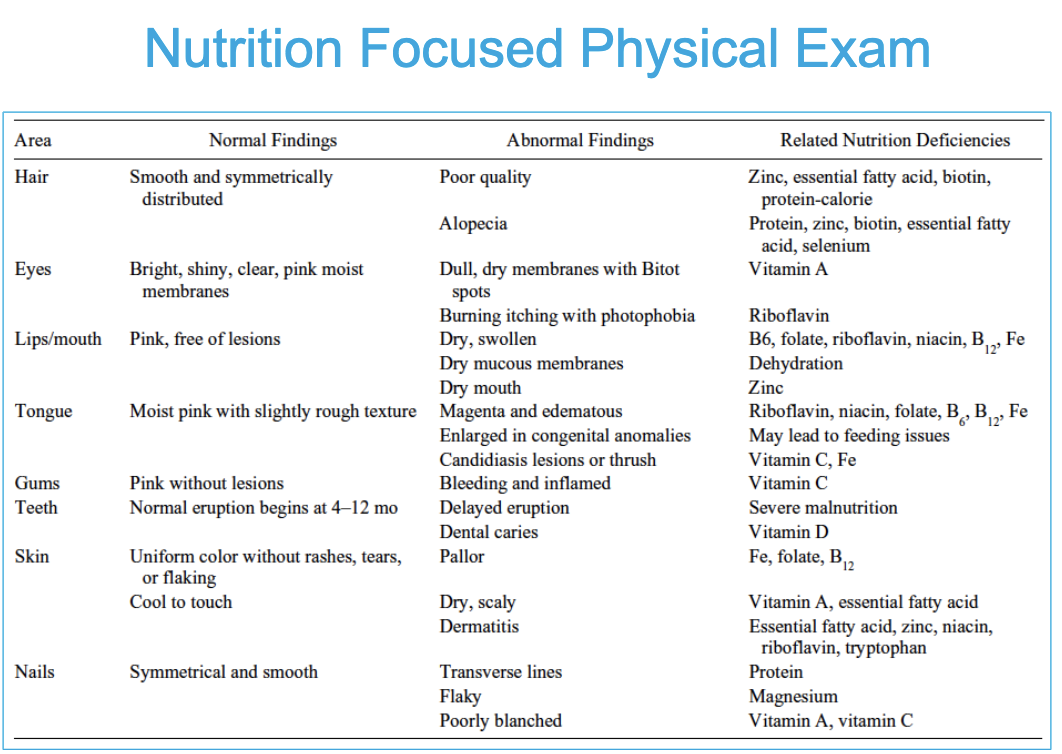 Nutrition Focused Physical Exam
Area Normal Findings Abnormal Findings Related Nutrition Deficiencies
Hair Smooth and symmetrically Poor quality Zinc, essential fatty acid, biotin,
distributed protein-calorie
Alopecia Protein, zinc, biotin, essential fatty
acid, selenium
Eyes Bright, shiny, clear, pink moist Dull, dry membranes with Bitot Vitamin A
membranes spots
Burning itching with photophobia Riboflavin
Lips/mouth Pink, free of lesions Dry, swollen B6, folate, riboflavin, niacin, B12, Fe
Dry mucous membranes Dehydration
Dry mouth Zinc
Tongue Moist pink with slightly rough texture Magenta and edematous Riboflavin, niacin, folate, B6, B12, Fe
Enlarged in congenital anomalies May lead to feeding issues
Candidiasis lesions or thrush Vitamin C, Fe
Gums Pink without lesions Bleeding and inflamed Vitamin C
Teeth Normal eruption begins at 4–12 mo Delayed eruption Severe malnutrition
Dental caries Vitamin D
Skin Uniform color without rashes, tears, Pallor Fe, folate, B12
or flaking
Cool to touch Dry, scaly Vitamin A, essential fatty acid
Dermatitis Essential fatty acid, zinc, niacin,
riboflavin, tryptophan
Nails Symmetrical and smooth Transverse lines Protein
Flaky Magnesium
Poorly blanched Vitamin A, vitamin C